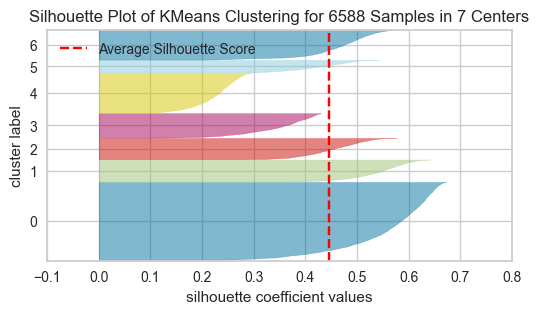 Silhouette Plot of KMeans Clustering for 6588 Samples in 7 Centers
Average Silhouette Score
cluster label
6
5
4
3
2
1
0
−0.1 0.0 0.1 0.2 0.3 0.4 0.5 0.6 0.7 0.8
silhouette coefficient values